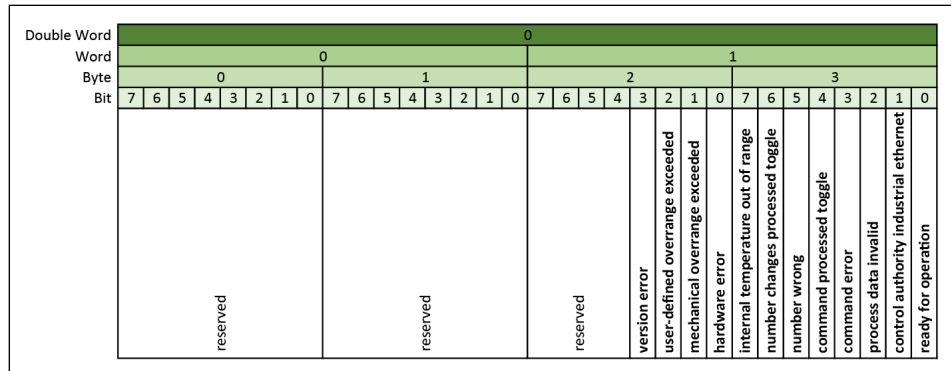 Double Word 0
Word 0 1
Byte 0 1 2 3
Bit 7 6 5 4 3 2 1 0 7 6 5 4 3 2 1 0 7 6 5 4 3 2 1 0 7 6 5 4 3 2 1 0
reserved
reserved
reserved
version error
user-defined overrange exceeded
mechanical overrange exceeded
hardware error
internal temperature out of range
number changes processed toggle
number wrong
command processed toggle
command error
process data invalid
control authority industrial ethernet
ready for operation